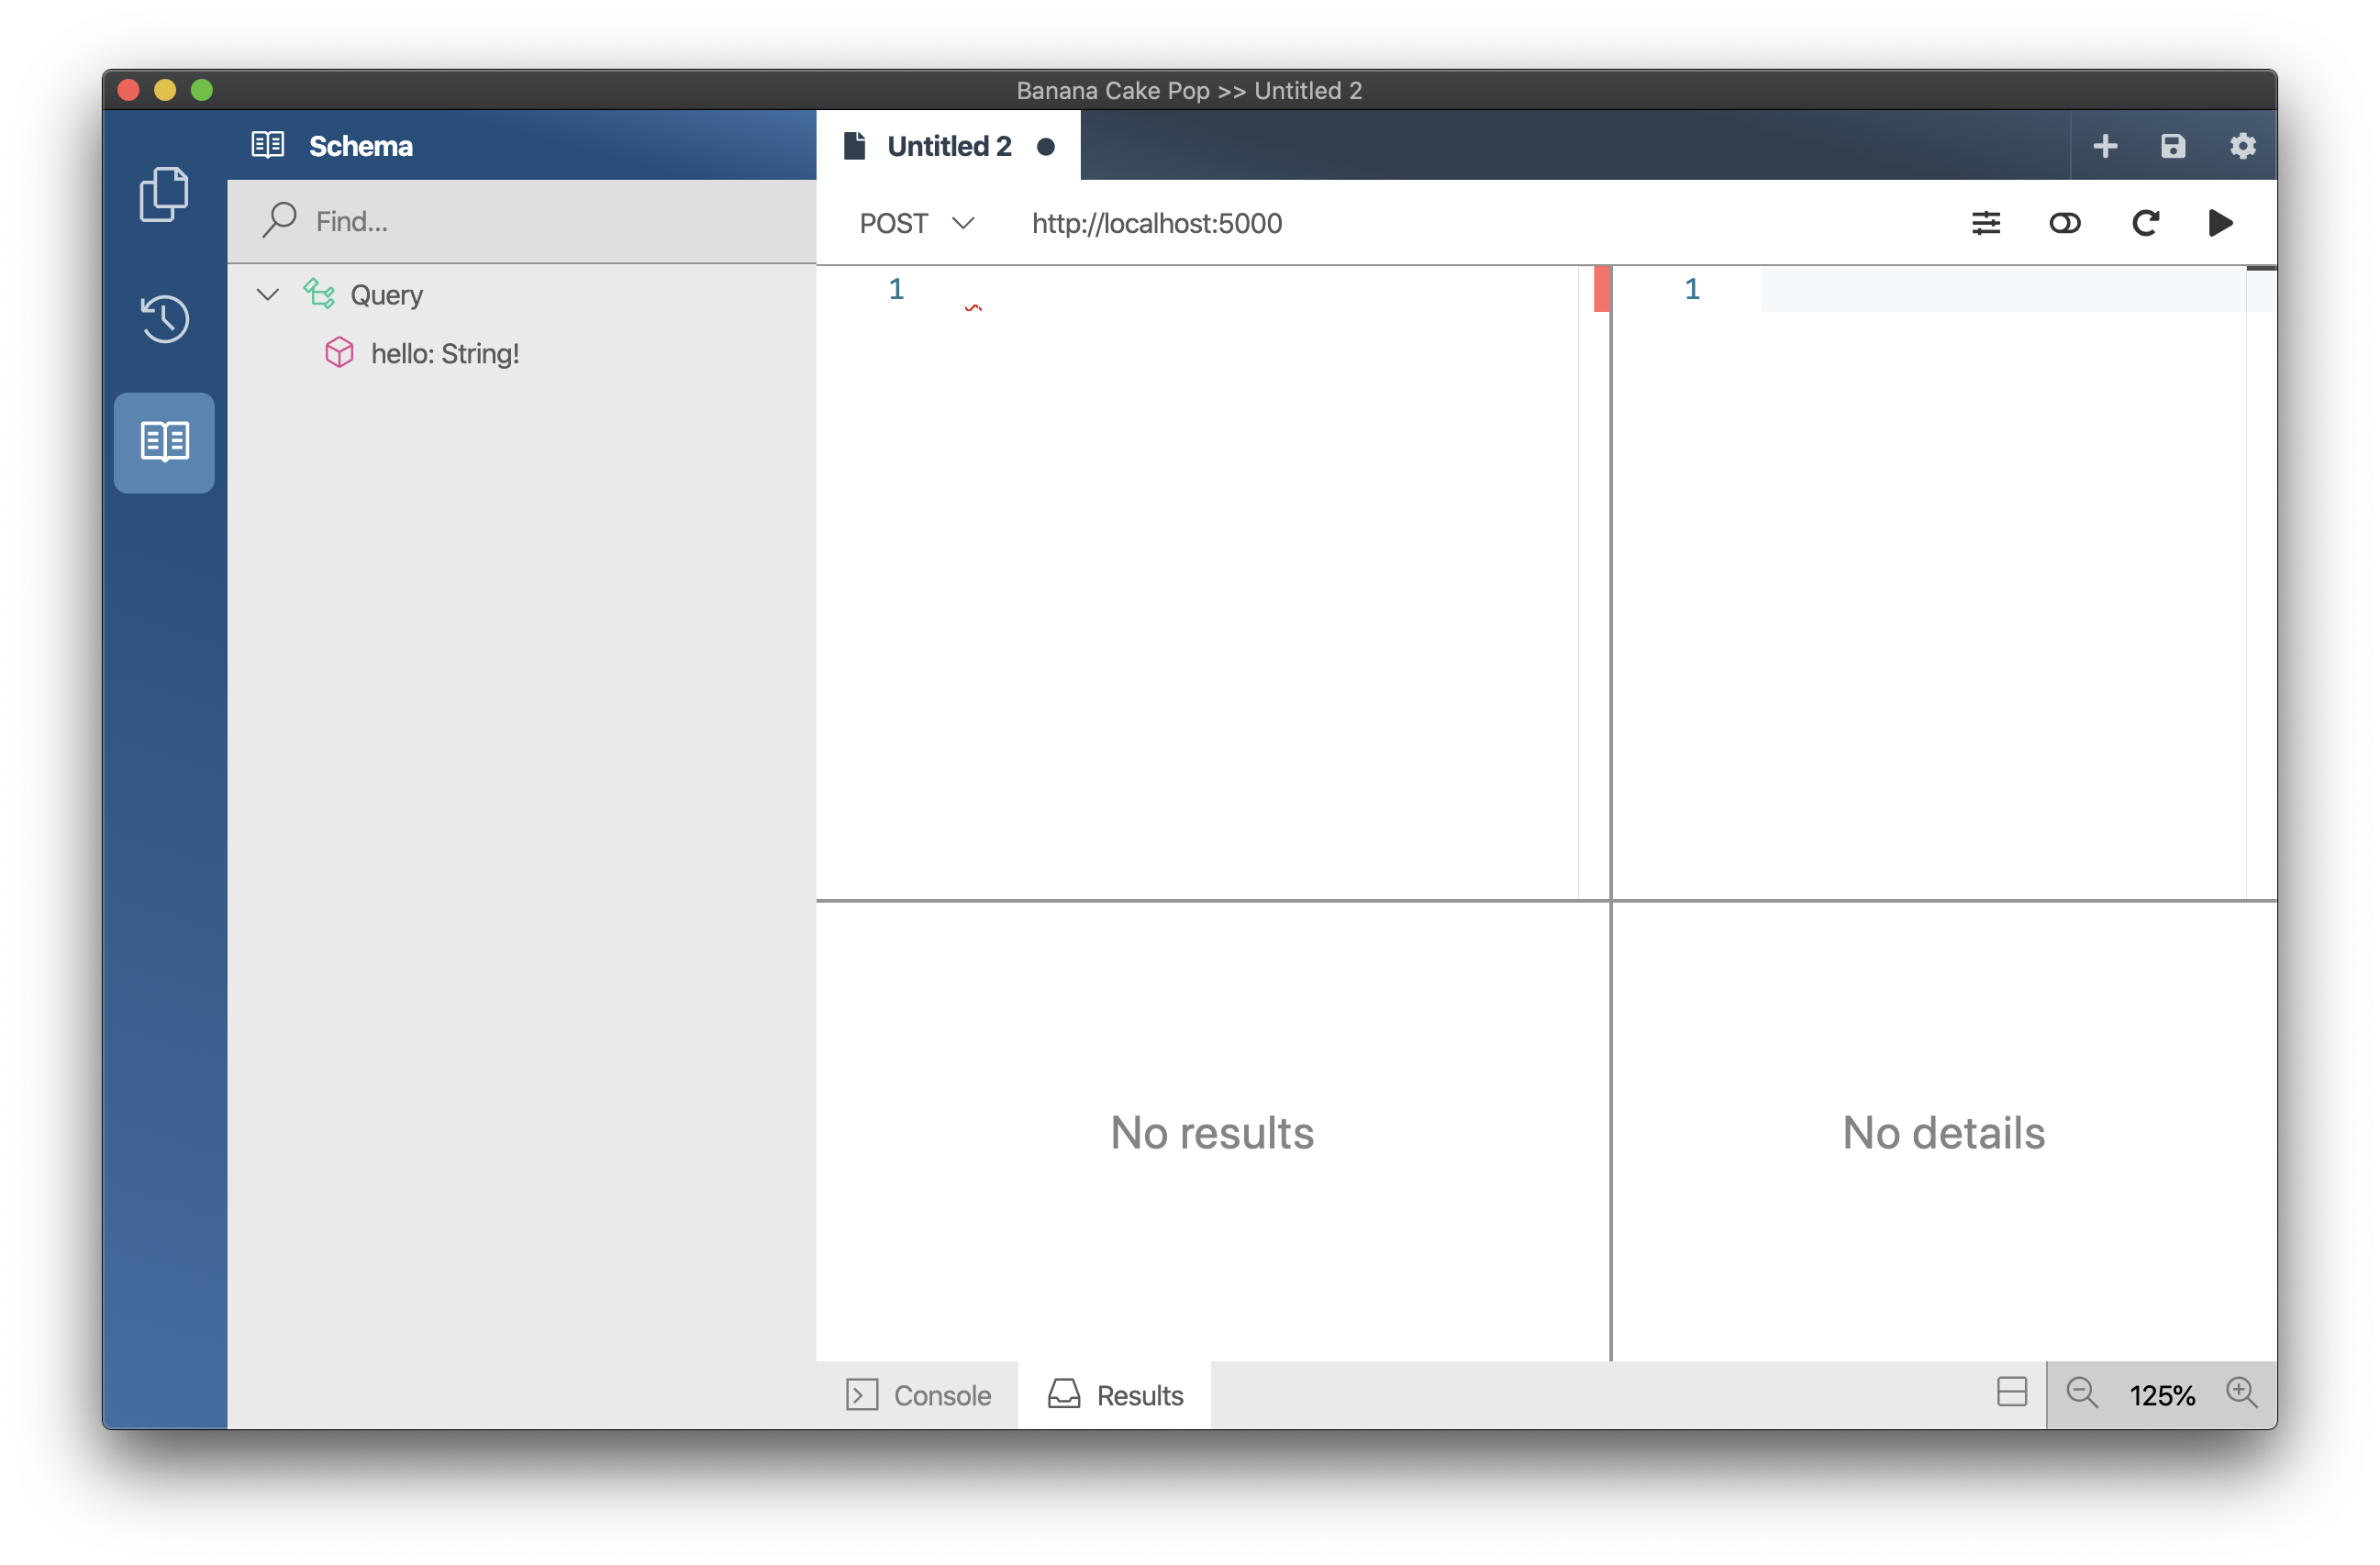 Banana Cake Pop >> Untitled 2
Schema
Untitled 2
Find...
POST
http://localhost:5000
Query
hello: String!
1
1
No results
No details
Console
Results
125%